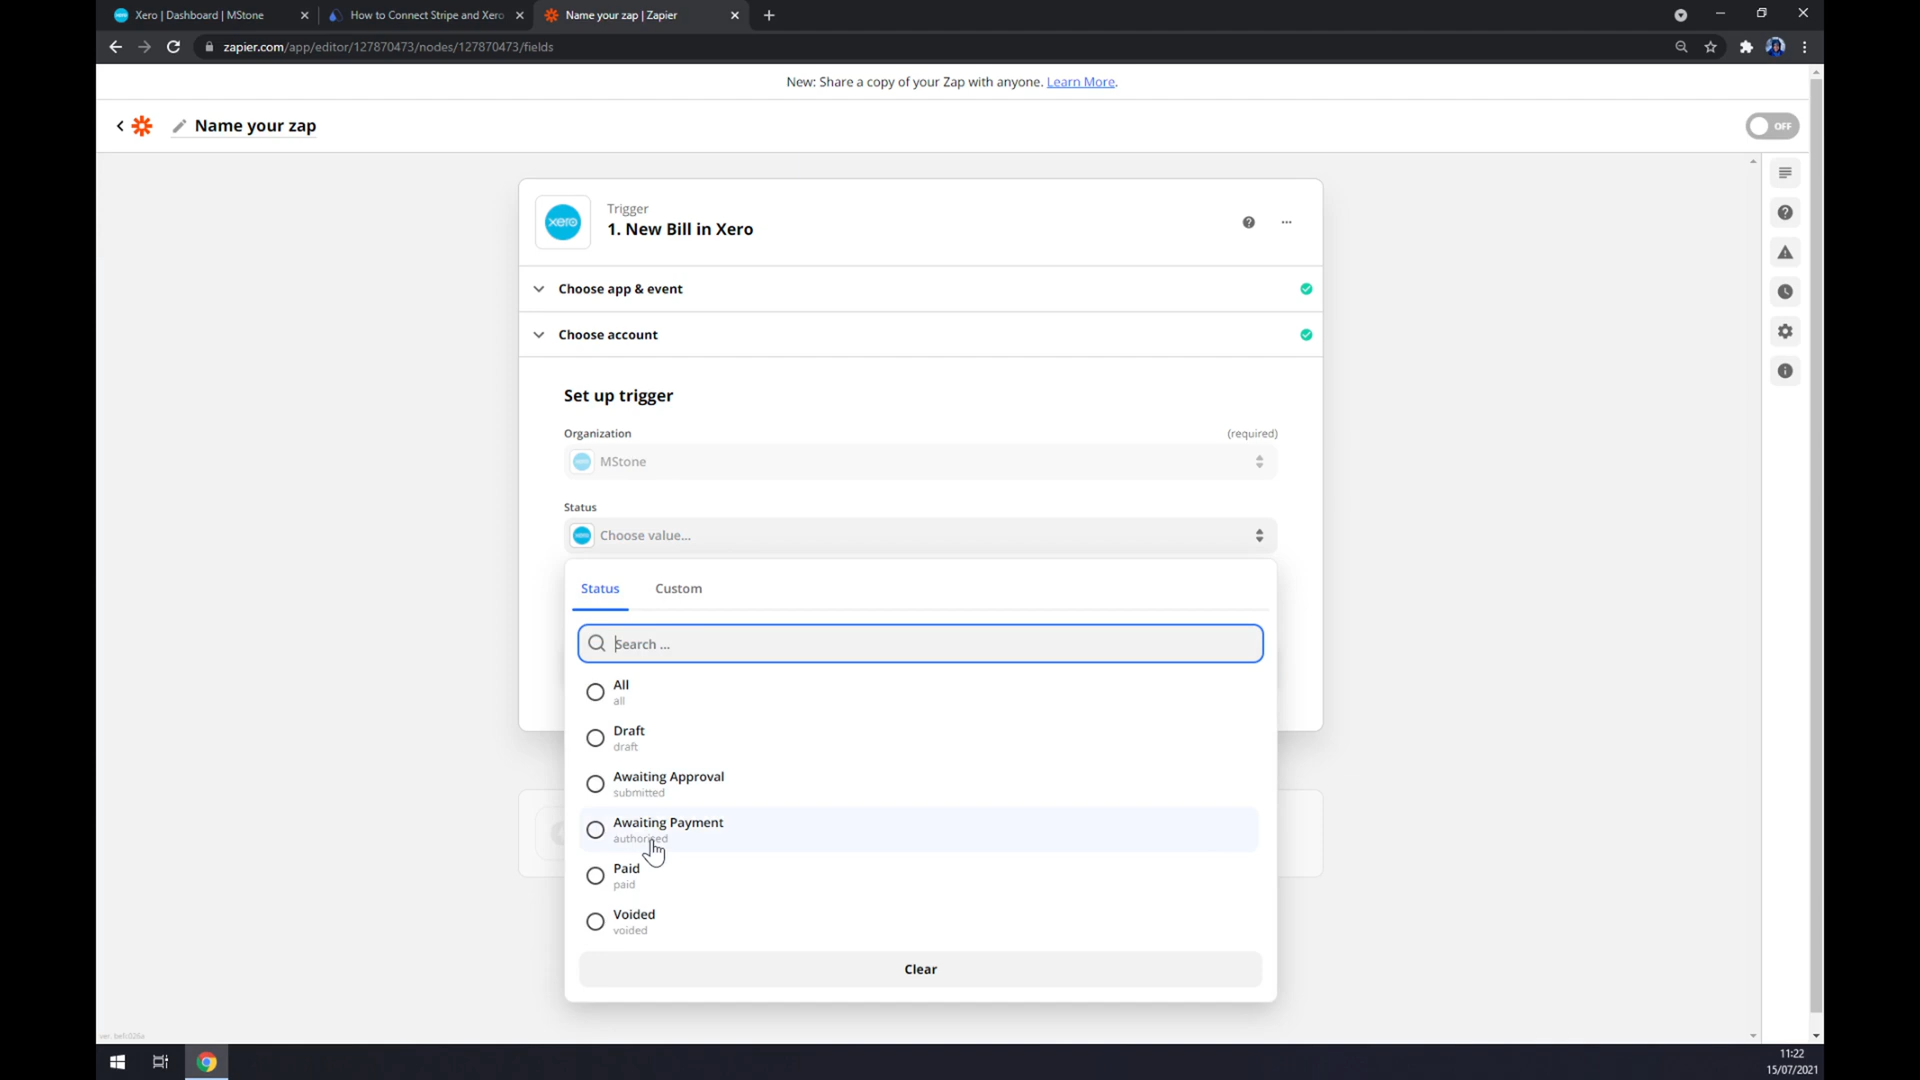 Xero | Dashboard | MStone
How to Connect Stripe and Xero
Name your zap | Zapier
zapier.com/app/editor/127870473/nodes/127870473/fields
New: Share a copy of your Zap with anyone. Learn More.
Name your zap
OFF
xero
Trigger
1. New Bill in Xero
Choose app & event
Choose account
Set up trigger
Organization
(required)
MStone
Status
Choose value...
Status
Custom
Search ...
All
all
Draft
draft
Awaiting Approval
submitted
Awaiting Payment
authorised
Paid
paid
Voided
voided
Clear
11:22
15/07/2021